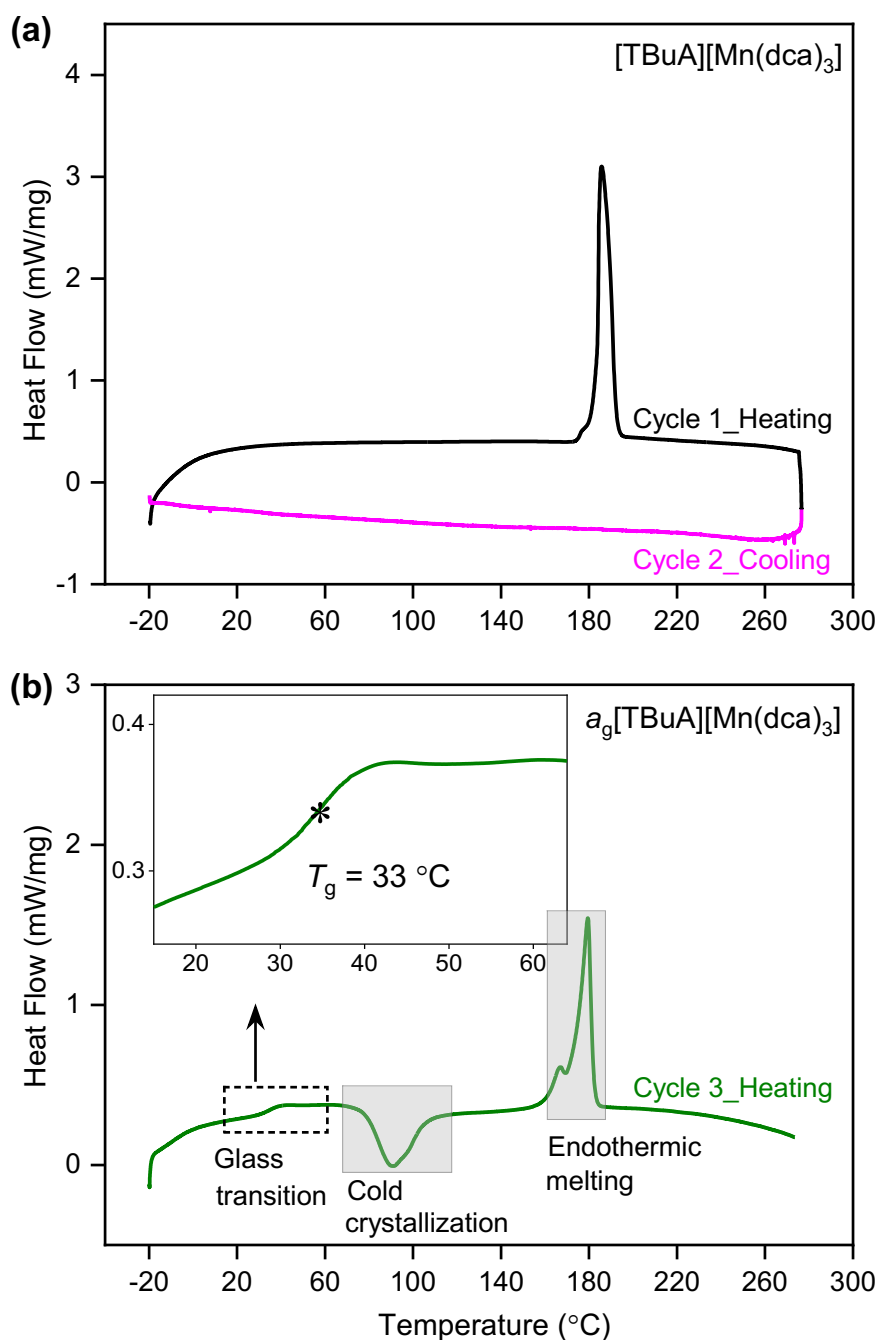 (a)
[TBuA][Mn(dca)₃]
4
3
2
1
0
-1
Heat Flow (mW/mg)
Cycle 1_Heating
Cycle 2_Cooling
-20 20 60 100 140 180 220 260 300
(b)
a_g[TBuA][Mn(dca)₃]
3
2
1
0
Heat Flow (mW/mg)
0.4
0.3
*
T_g = 33 °C
20 30 40 50 60
Cycle 3_Heating
Glass
transition
Cold
crystallization
Endothermic
melting
-20 20 60 100 140 180 220 260 300
Temperature (°C)